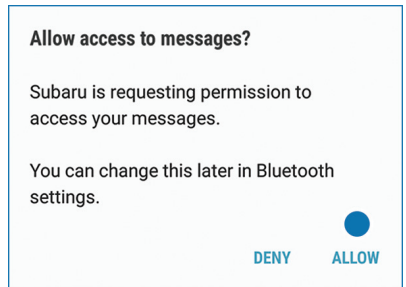 Allow access to messages?
Subaru is requesting permission to
access your messages.
You can change this later in Bluetooth
settings.
DENY ALLOW